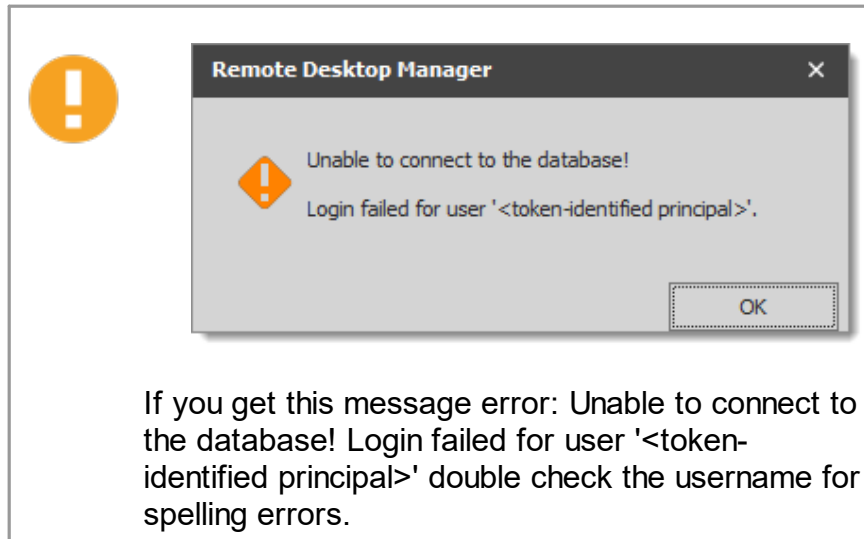 Remote Desktop Manager
Unable to connect to the database!
Login failed for user '<token-identified principal>'.
OK
If you get this message error: Unable to connect to
the database! Login failed for user '<token-
identified principal>' double check the username for
spelling errors.